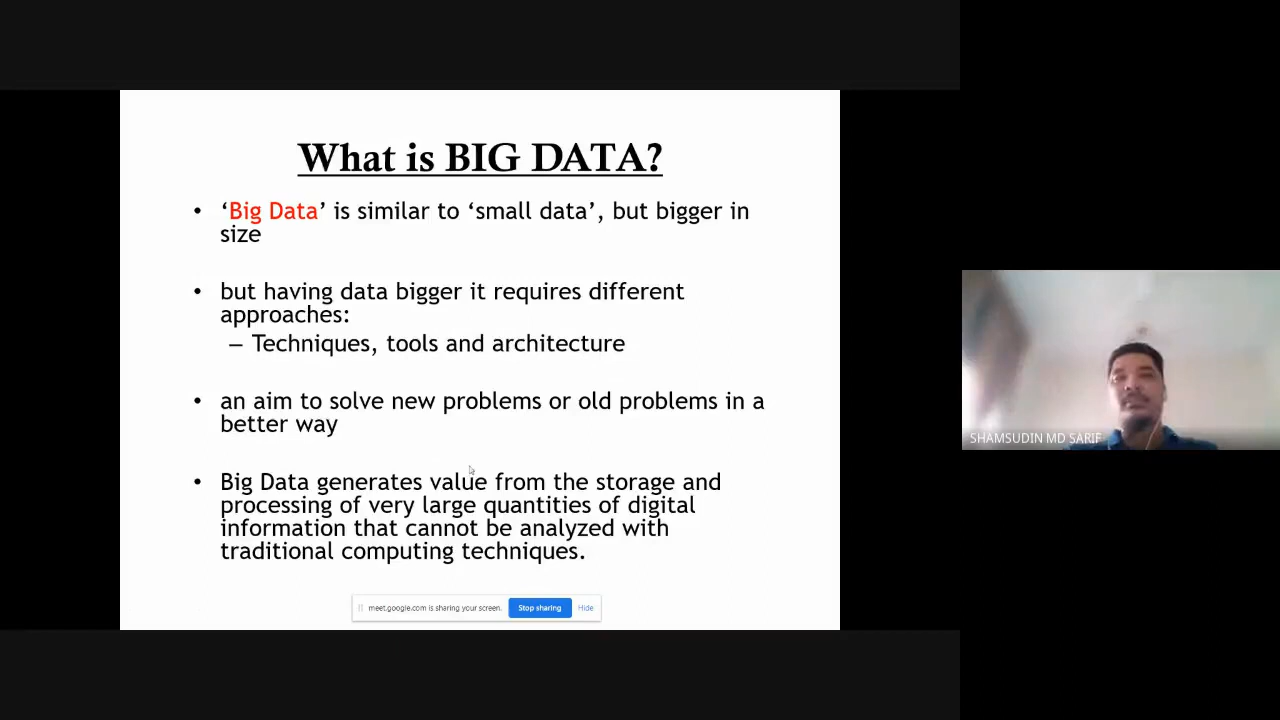 What is BIG DATA?
• ‘Big Data’ is similar to ‘small data’, but bigger in
size
• but having data bigger it requires different
approaches:
– Techniques, tools and architecture
• an aim to solve new problems or old problems in a
better way
• Big Data generates value from the storage and
processing of very large quantities of digital
information that cannot be analyzed with
traditional computing techniques.
meet.google.com is sharing your screen. Stop sharing Hide
SHAMSUDIN MD SARIF